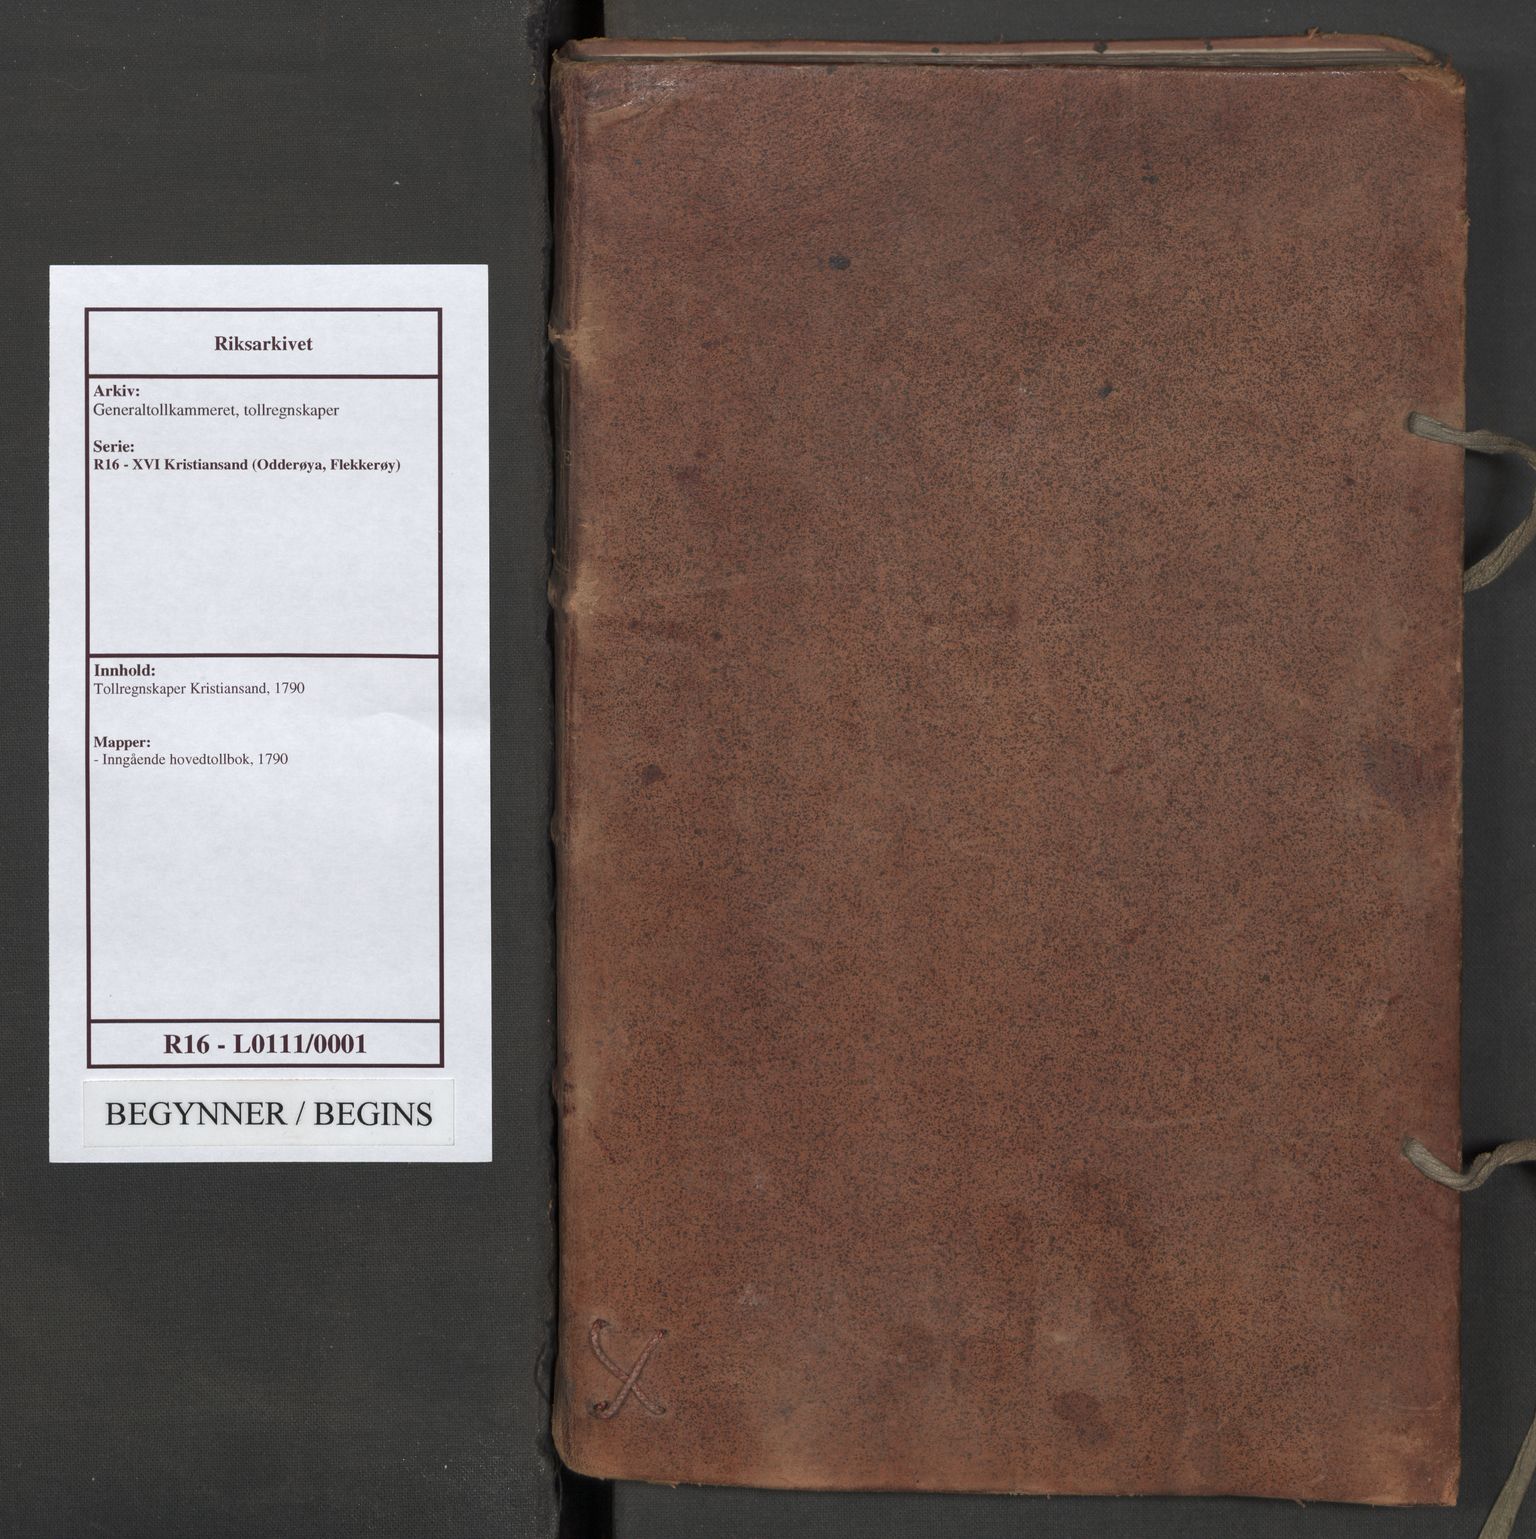 Riksarkivet
Arkiv:
Generaltollkammeret, tollregnskaper
Serie:
R16 - XVI Kristiansand (Odderøya, Flekkerøy)
Innhold:
Tollregnskaper Kristiansand, 1790
Mapper:
- Inngående hovedtollbok, 1790
R16 - L0111/0001
BEGYNNER / BEGINS